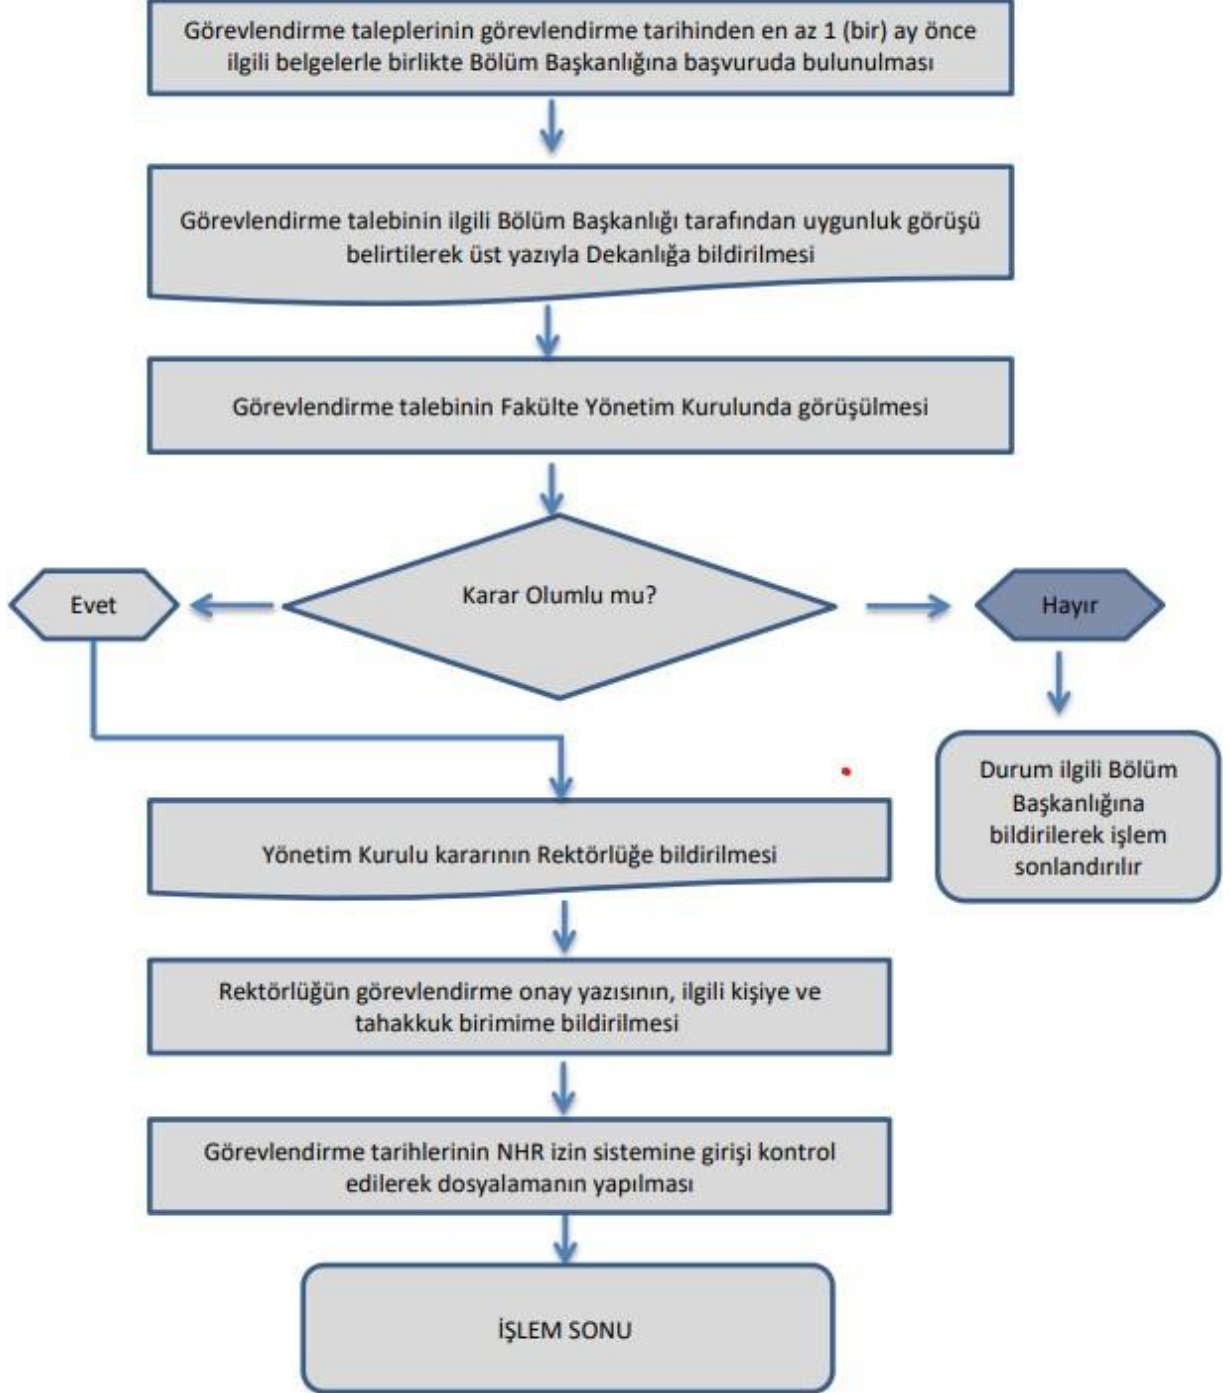 Görevlendirme taleplerinin görevlendirme tarihinden en az 1 (bir) ay önce
ilgili belgelerle birlikte Bölüm Başkanlığına başvuruda bulunulması
Görevlendirme talebinin ilgili Bölüm Başkanlığı tarafından uygunluk görüşü
belirtilerek üst yazıyla Dekanlığa bildirilmesi
Görevlendirme talebinin Fakülte Yönetim Kurulunda görüşülmesi
Karar Olumlu mu?
Evet
Hayır
Durum ilgili Bölüm
Başkanlığına
bildirilerek işlem
sonlandırılır
Yönetim Kurulu kararının Rektörlüğe bildirilmesi
Rektörlüğün görevlendirme onay yazısının, ilgili kişiye ve
tahakkuk birimime bildirilmesi
Görevlendirme tarihlerinin NHR izin sistemine girişi kontrol
edilerek dosyalamanın yapılması
İŞLEM SONU